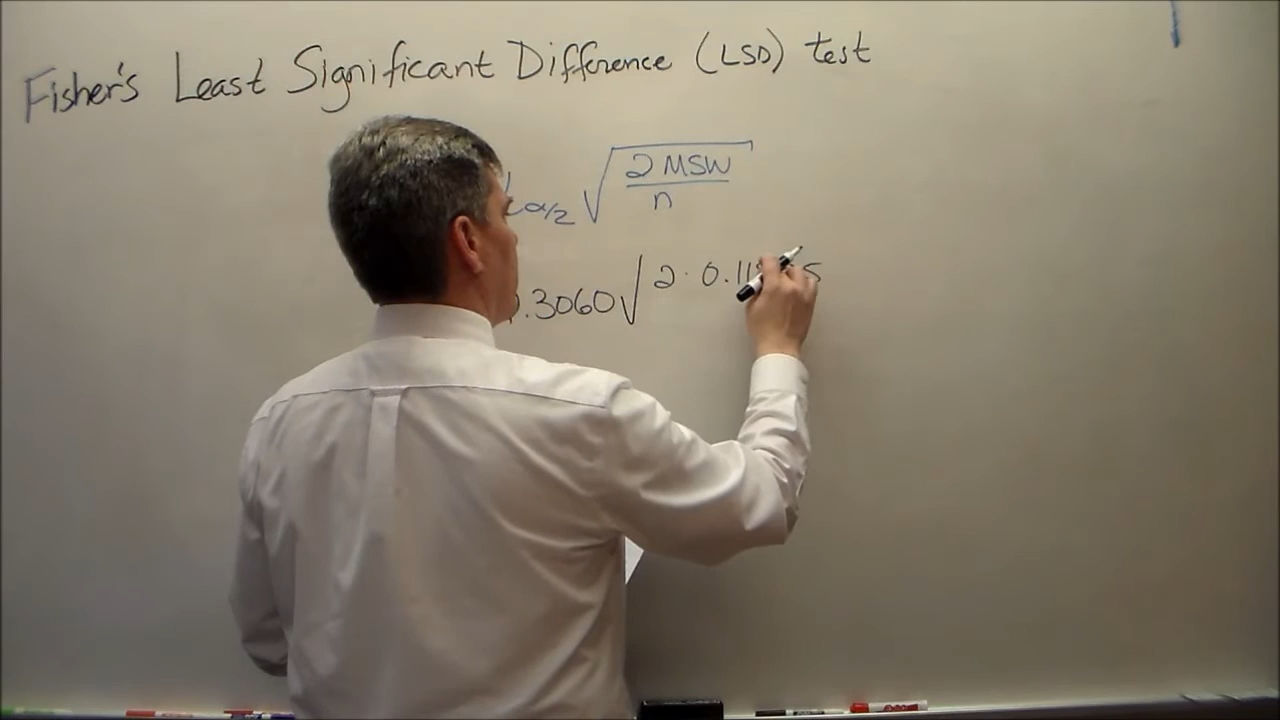 Fisher's Least Significant Difference (LSD) test
α/2 √ 2 MSW
n
.3060 √ 2 · 0.11